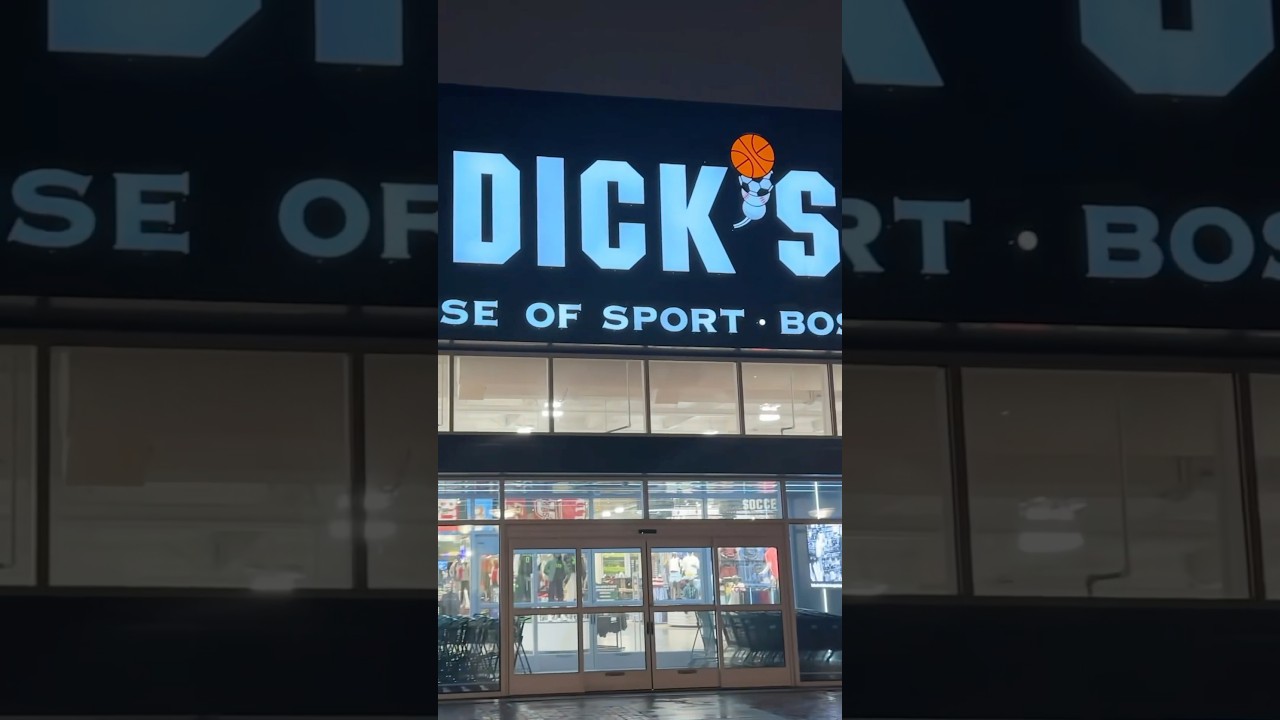 DICK'S
SE OF SPORT · BOS
SOCCE